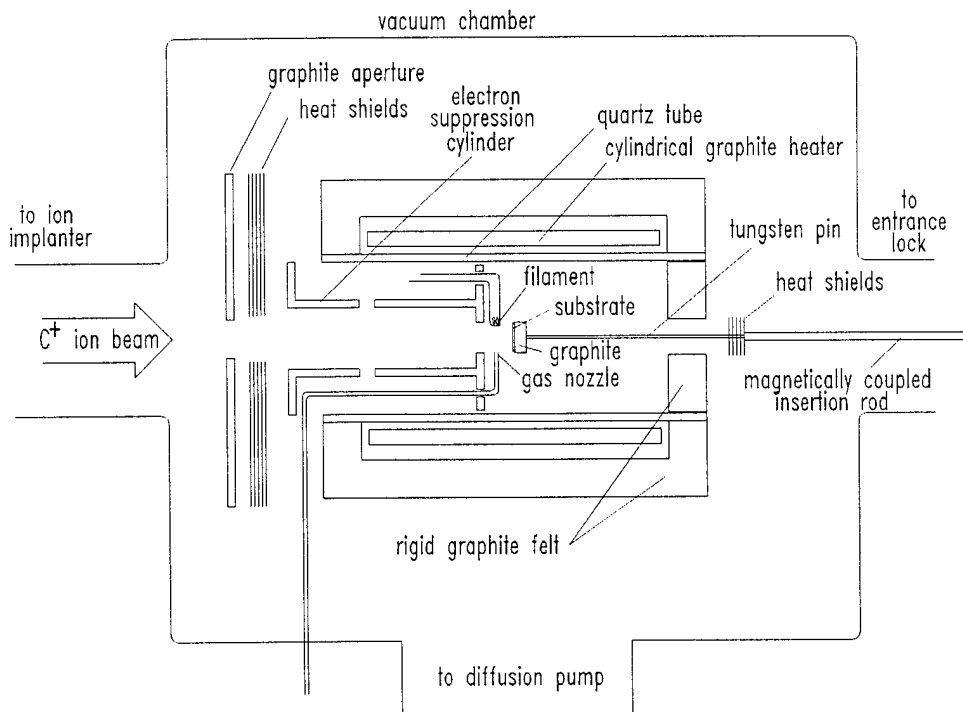 vacuum chamber
graphite aperture
heat shields
electron
suppression
cylinder
quartz tube
cylindrical graphite heater
to ion
implanter
tungsten pin
to
entrance
lock
filament
substrate
heat shields
C+ ion beam
graphite
gas nozzle
magnetically coupled
insertion rod
rigid graphite felt
to diffusion pump